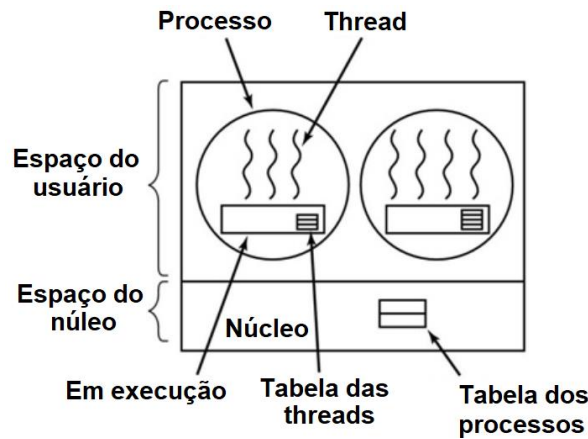 Processo
Thread
Espaço do
usuário
Espaço do
núleo
Núcleo
Em execução
Tabela das
threads
Tabela dos
processos